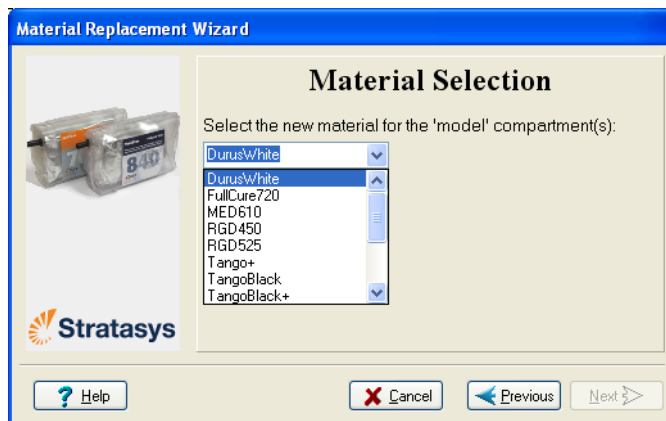 Material Replacement Wizard
Material Selection
Select the new material for the 'model' compartment(s):
DurusWhite
DurusWhite
FullCure720
MED610
RGD450
RGD525
Tango+
TangoBlack
TangoBlack+
840
Stratasys
? Help
Cancel
Previous
Next